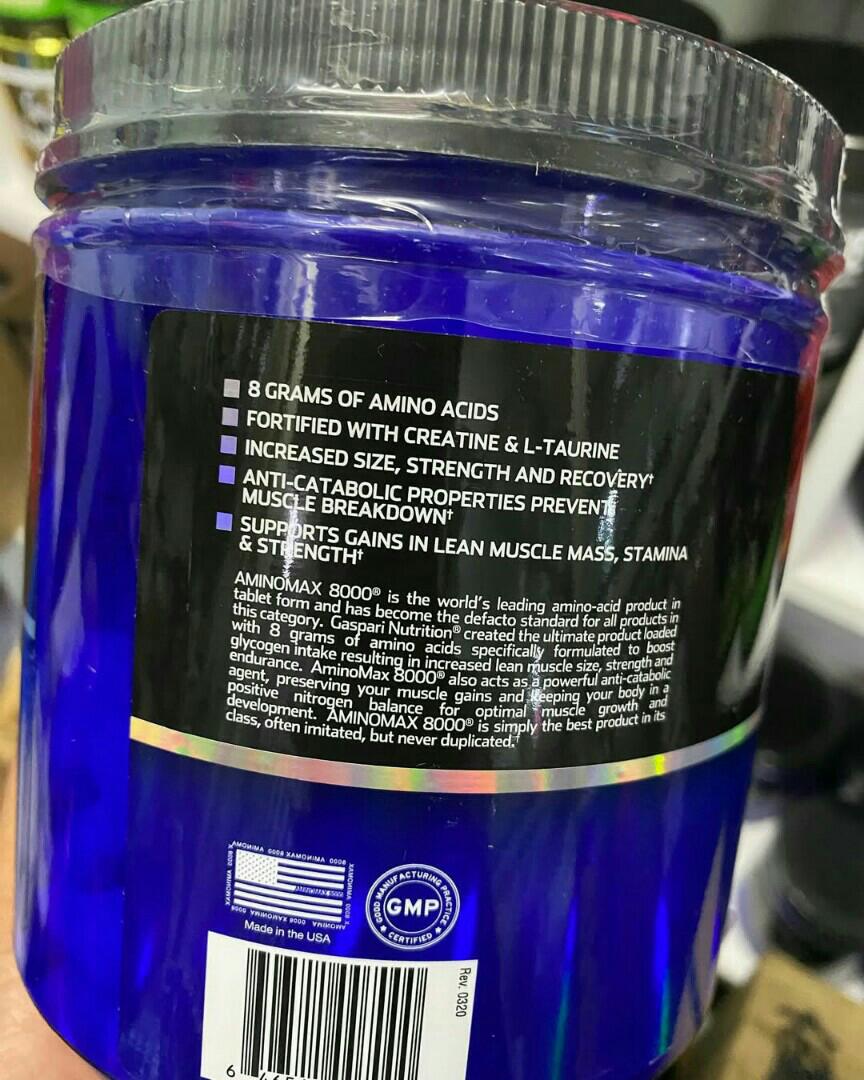 8 GRAMS OF AMINO ACIDS
FORTIFIED WITH CREATINE & L-TAURINE
INCREASED SIZE, STRENGTH AND RECOVERY†
ANTI-CATABOLIC PROPERTIES PREVENT
MUSCLE BREAKDOWN†
SUPPORTS GAINS IN LEAN MUSCLE MASS, STAMINA
& STRENGTH†
AMINOMAX 8000® is the world's leading amino-acid product in
tablet form and has become the defacto standard for all products in
this category. Gaspari Nutrition® created the ultimate product loaded
with 8 grams of amino acids specifically formulated to boost
glycogen intake resulting in increased lean muscle size, strength and
endurance. AminoMax 8000® also acts as a powerful anti-catabolic
agent, preserving your muscle gains and keeping your body in a
positive nitrogen balance for optimal muscle growth and
development. AMINOMAX 8000® is simply the best product in its
class, often imitated, but never duplicated.†
AMINOMAX 8000
Made in the USA
GOOD MANUFACTURING PRACTICE
GMP
CERTIFIED
Rev. 0320
6